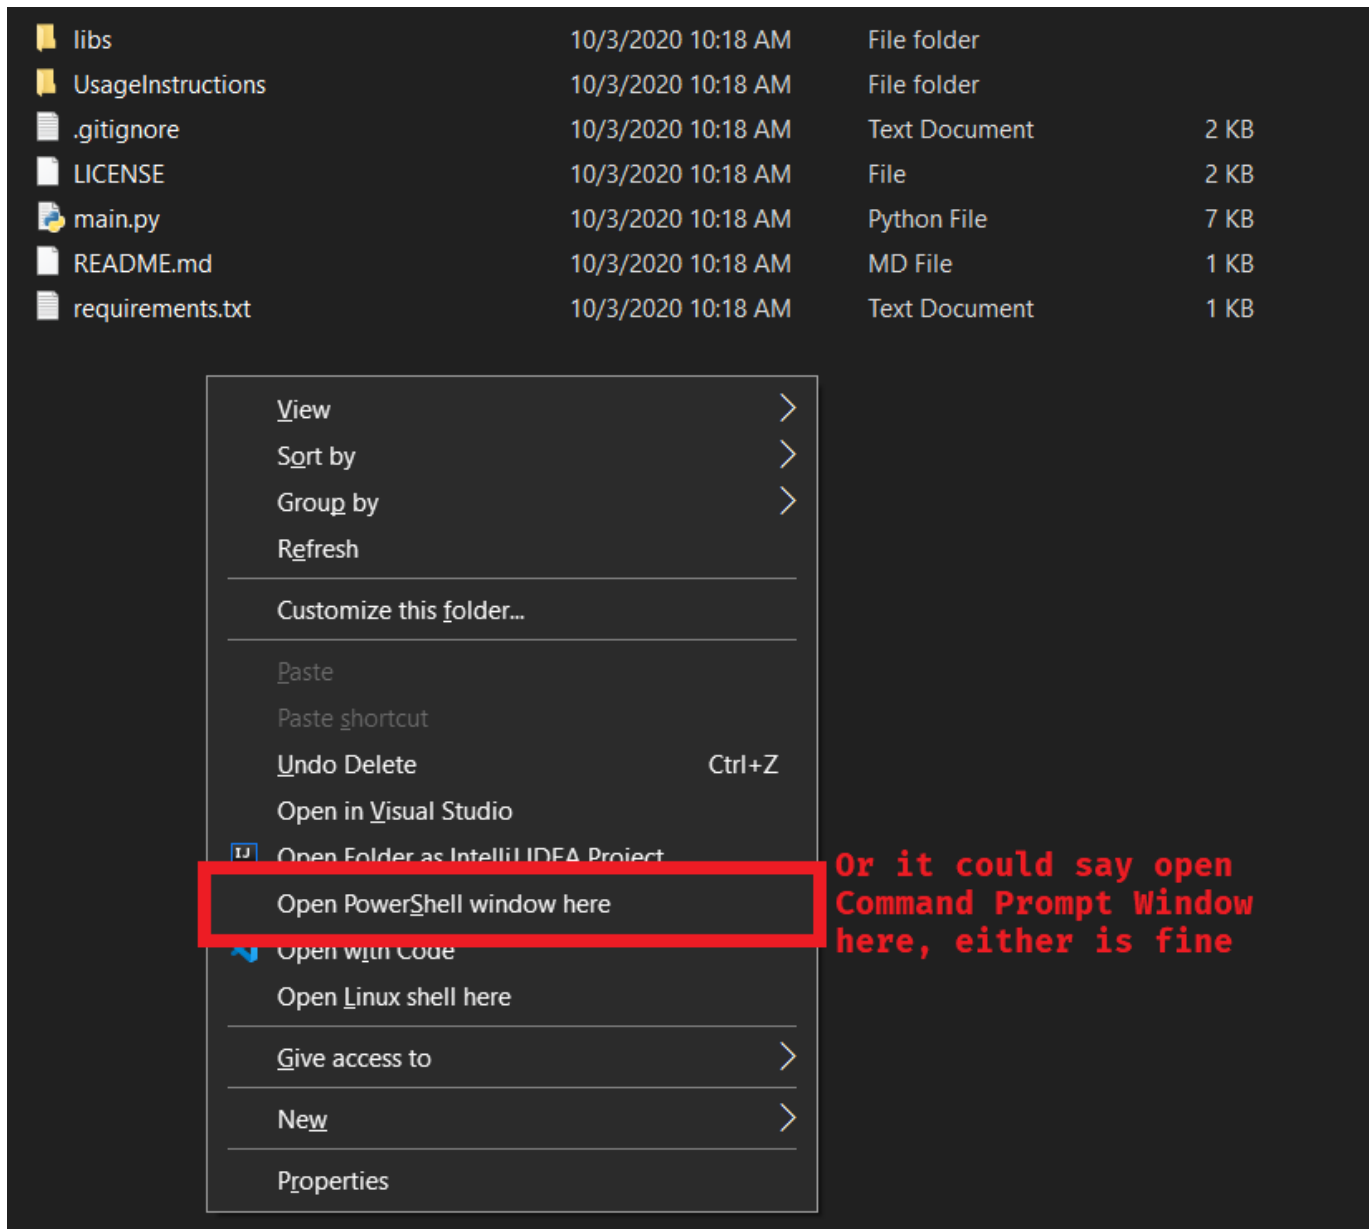 libs 10/3/2020 10:18 AM File folder
UsageInstructions 10/3/2020 10:18 AM File folder
.gitignore 10/3/2020 10:18 AM Text Document 2 KB
LICENSE 10/3/2020 10:18 AM File 2 KB
main.py 10/3/2020 10:18 AM Python File 7 KB
README.md 10/3/2020 10:18 AM MD File 1 KB
requirements.txt 10/3/2020 10:18 AM Text Document 1 KB
View
Sort by
Group by
Refresh
Customize this folder...
Paste
Paste shortcut
Undo Delete Ctrl+Z
Open in Visual Studio
IJ Open Folder as IntelliJ IDEA Project
Open PowerShell window here
Open with Code
Open Linux shell here
Give access to
New
Properties
Or it could say open
Command Prompt Window
here, either is fine